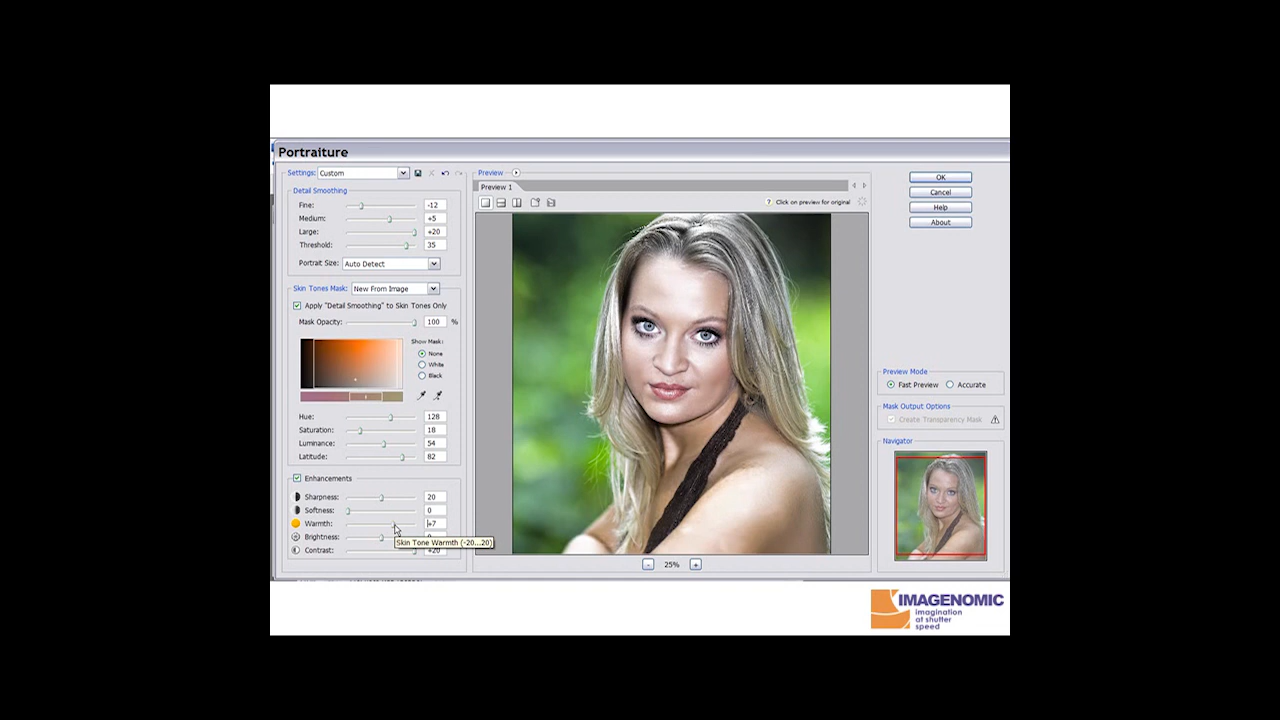 Portraiture
Settings: Custom
Detail Smoothing
Fine: -12
Medium: +5
Large: +20
Threshold: 35
Portrait Size: Auto Detect
Skin Tones Mask: New From Image
Apply "Detail Smoothing" to Skin Tones Only
Mask Opacity: 100 %
Show Mask:
None
White
Black
Hue: 128
Saturation: 18
Luminance: 54
Latitude: 82
Enhancements
Sharpness: 20
Softness: 0
Warmth: +7
Brightness:
Skin Tone Warmth (-20...20)
Contrast: +20
Preview
Preview 1
? Click on preview for original
- 25% +
OK
Cancel
Help
About
Preview Mode
Fast Preview Accurate
Mask Output Options
Create Transparency Mask
Navigator
IMAGENOMIC
imagination
at shutter
speed